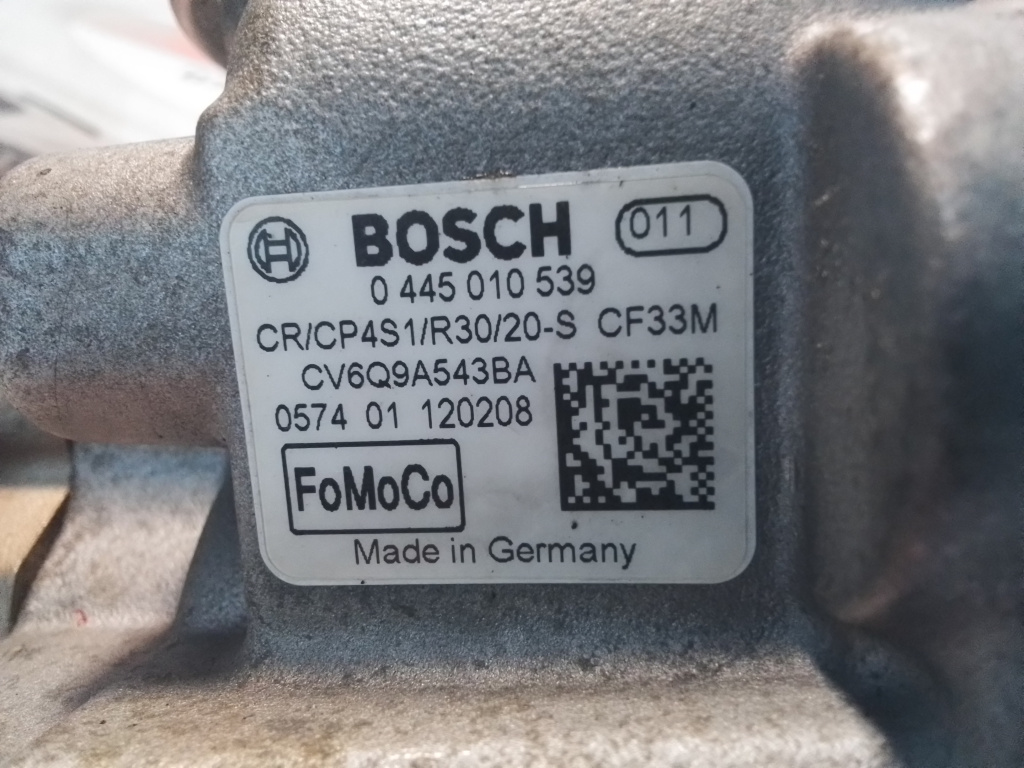 BOSCH 011
0 445 010 539
CR/CP4S1/R30/20-S CF33M
CV6Q9A543BA
0574 01 120208
FoMoCo
Made in Germany